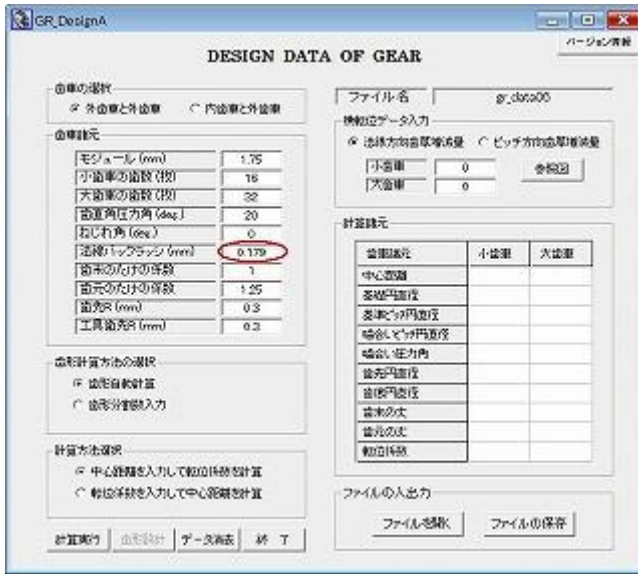 GR_DesignA
バージョン情報
DESIGN DATA OF GEAR
歯車の選択
外歯車と外歯車
内歯車と外歯車
歯車諸元
モジュール (mm) 1.75
小歯車の歯数 (枚) 16
大歯車の歯数 (枚) 32
歯直角圧力角 (deg.) 20
ねじれ角 (deg.) 0
法線バックラッシ (mm) 0.179
歯末のたけの係数 1
歯元のたけの係数 1.25
歯先R (mm) 0.3
工具歯先R (mm) 0.3
歯形計算方法の選択
歯形自動計算
歯形分割数入力
計算方法選択
中心距離を入力して転位係数を計算
転位係数を入力して中心距離を計算
計算実行
歯形設計
データ消去
終 了
ファイル名 gr_data00
横転位データ入力
法線方向歯厚増減量
ピッチ方向歯厚増減量
小歯車 0
大歯車 0
参照図
計算諸元
歯車諸元 小歯車 大歯車
中心距離
基礎円直径
基準ピッチ円直径
噛合いピッチ円直径
噛合い圧力角
歯先円直径
歯底円直径
歯末の丈
歯元の丈
転位係数
ファイルの入出力
ファイルを開く
ファイルの保存